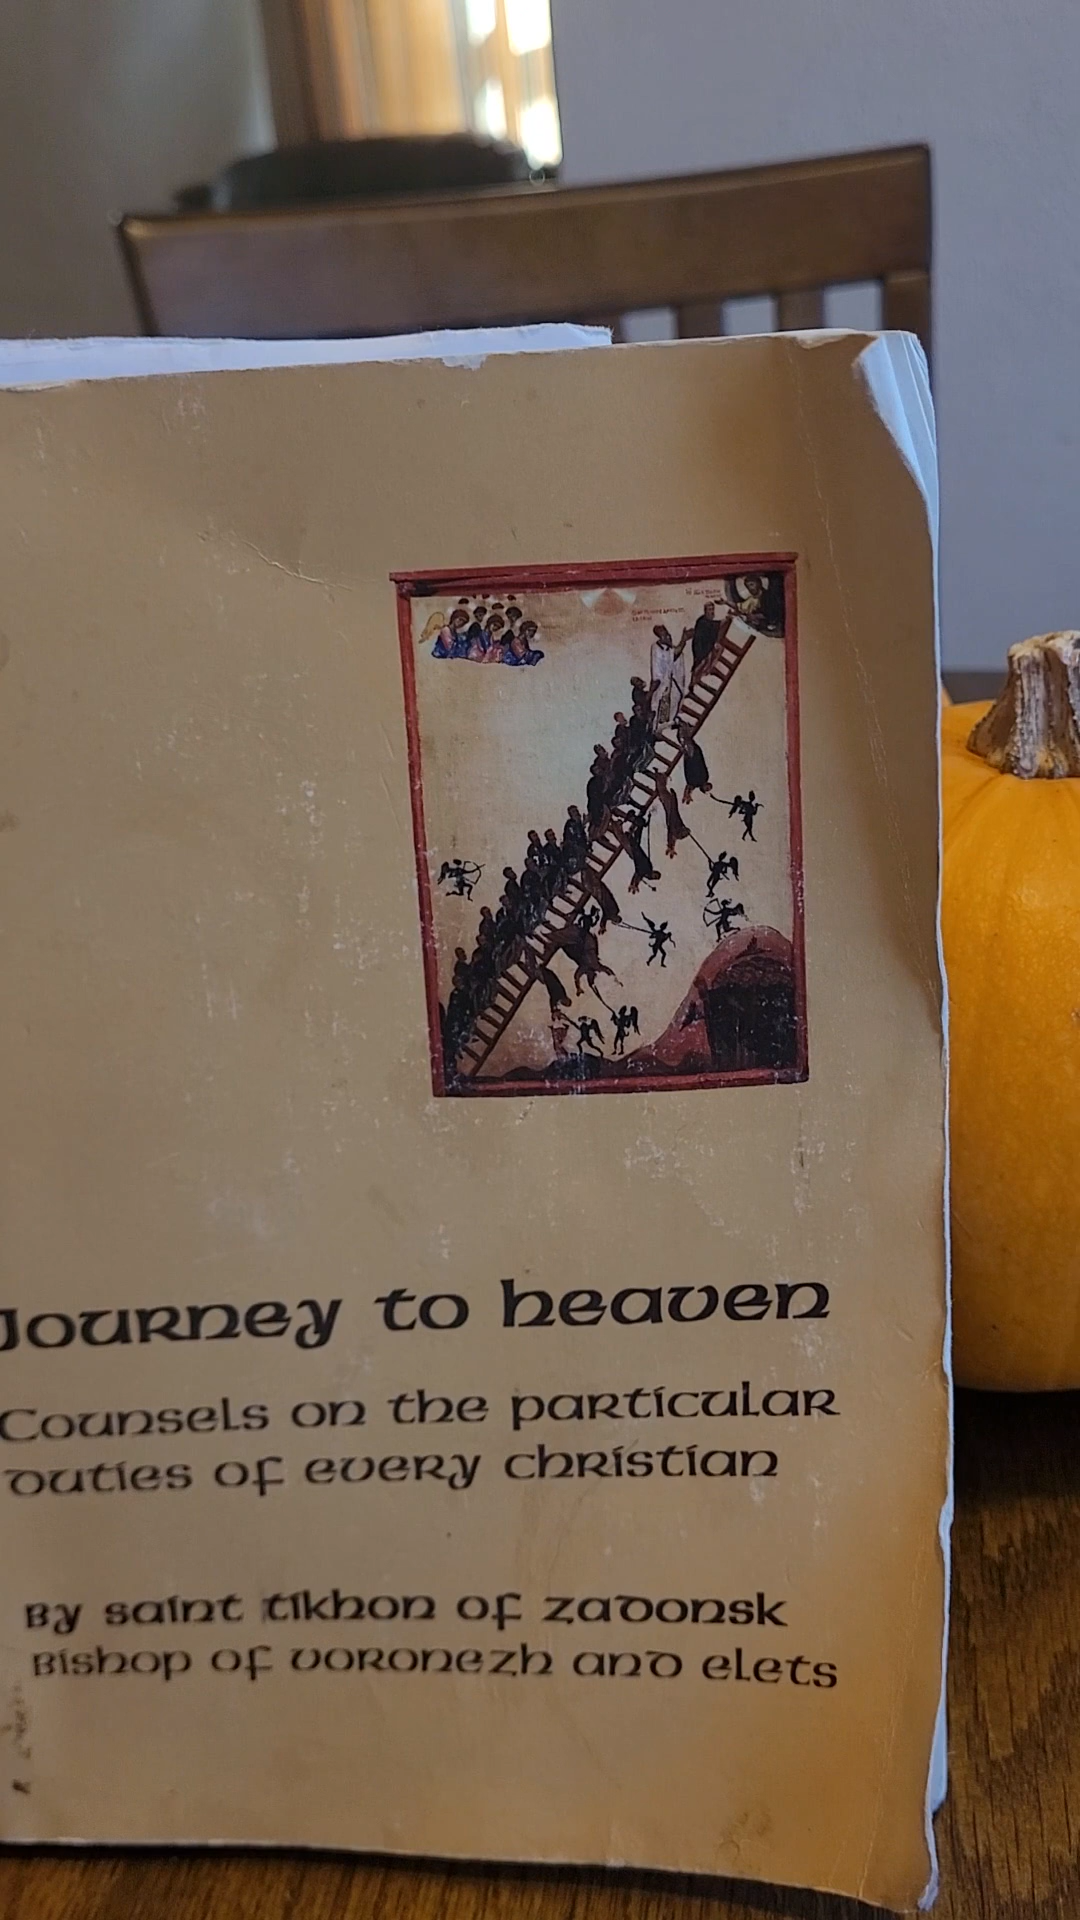 Journey to heaven
Counsels on the particular
duties of every christian
By saint tikhon of zadonsk
Bishop of voronezh and elets